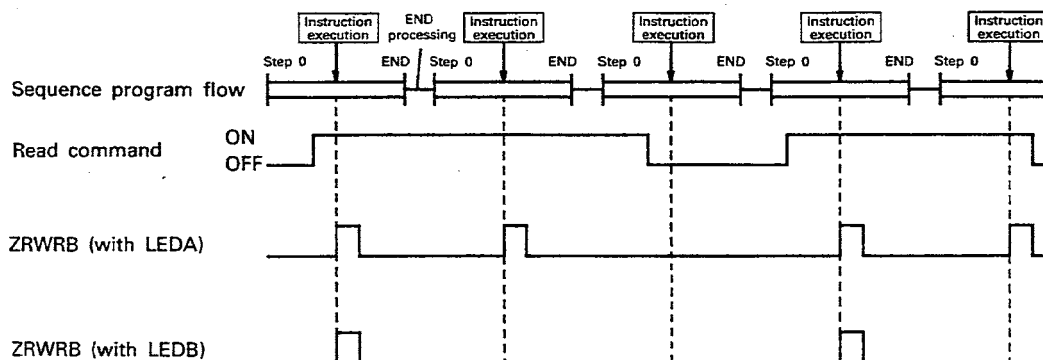 Instruction execution
END processing
Instruction execution
Instruction execution
Instruction execution
Instruction execution
Step 0
END
Step 0
END
Step 0
END
Step 0
END
Step 0
Sequence program flow
Read command
ON
OFF
ZRWRB (with LEDA)
ZRWRB (with LEDB)